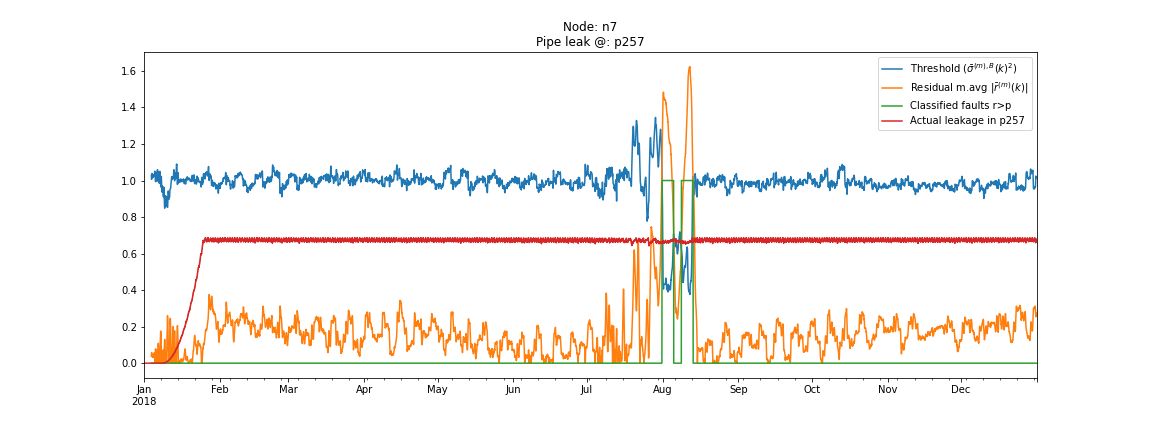 Node: n7
Pipe leak @: p257
Threshold (σ̄^(m),B(k)²)
Residual m.avg |r̄^(m)(k)|
Classified faults r>p
Actual leakage in p257
1.6
1.4
1.2
1.0
0.8
0.6
0.4
0.2
0.0
Jan Feb Mar Apr May Jun Jul Aug Sep Oct Nov Dec
2018